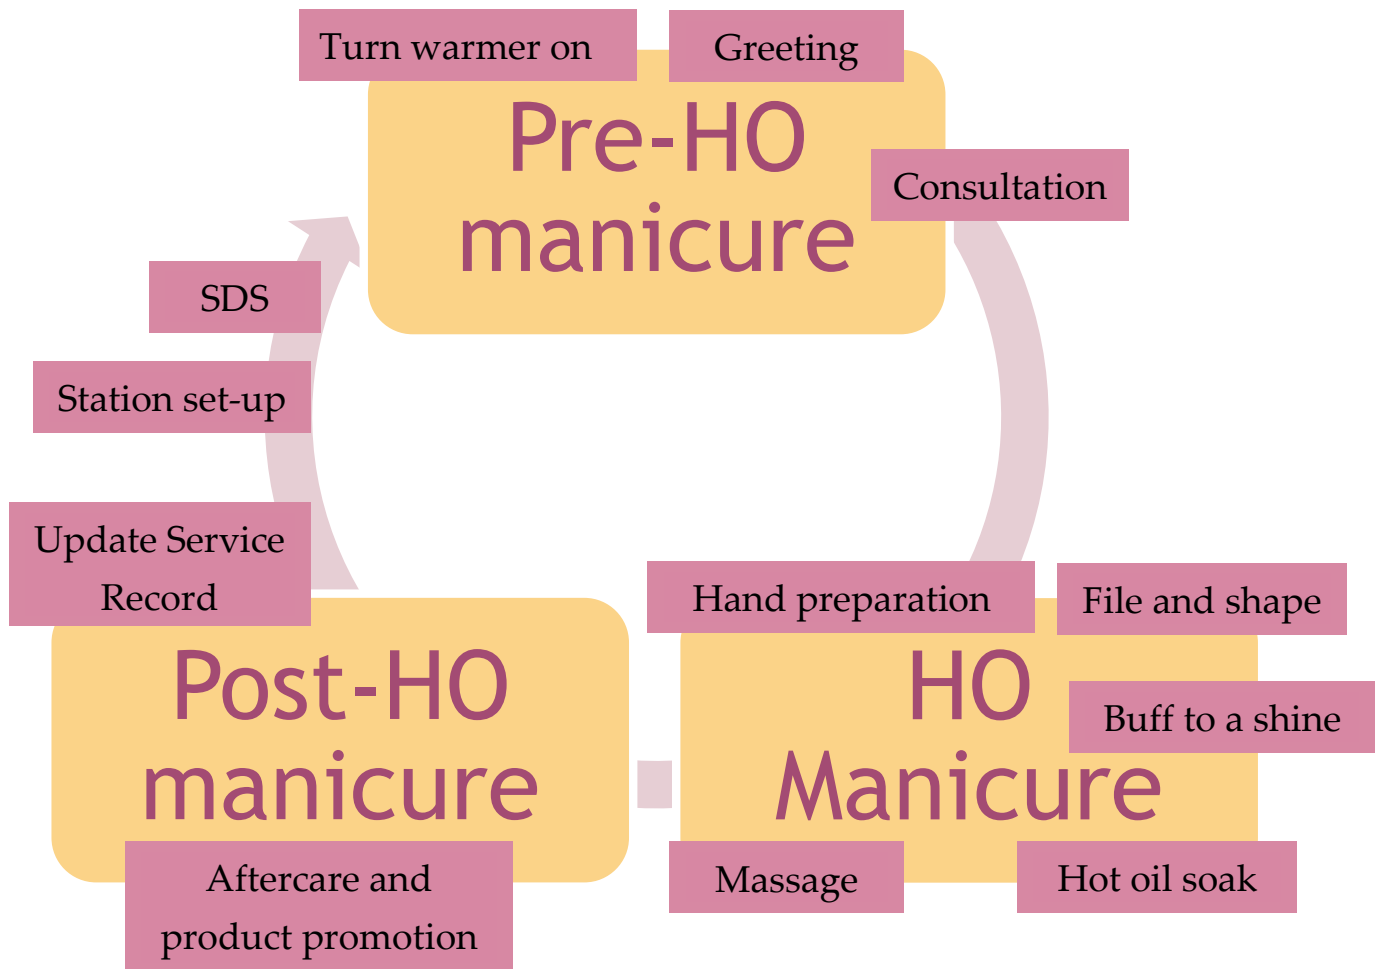 Turn warmer on
Greeting
Pre-HO
manicure
Consultation
SDS
Station set-up
Update Service
Record
Hand preparation
File and shape
Post-HO
manicure
HO
Manicure
Buff to a shine
Aftercare and
product promotion
Massage
Hot oil soak